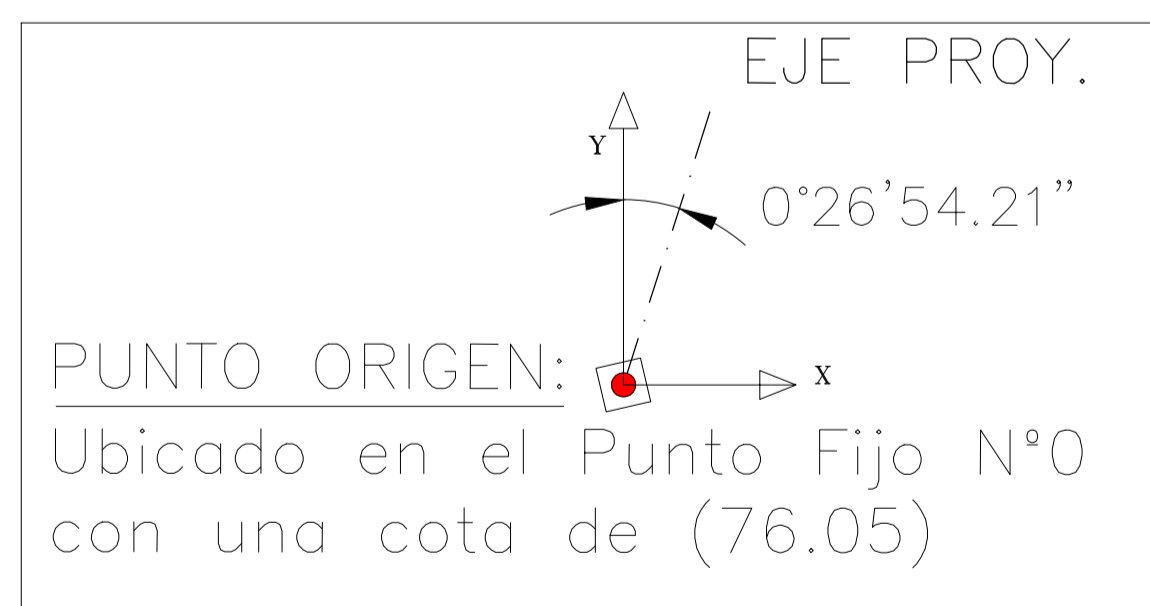 EJE PROY.
Y
0°26'54.21"
PUNTO ORIGEN:
X
Ubicado en el Punto Fijo Nº0
con una cota de (76.05)